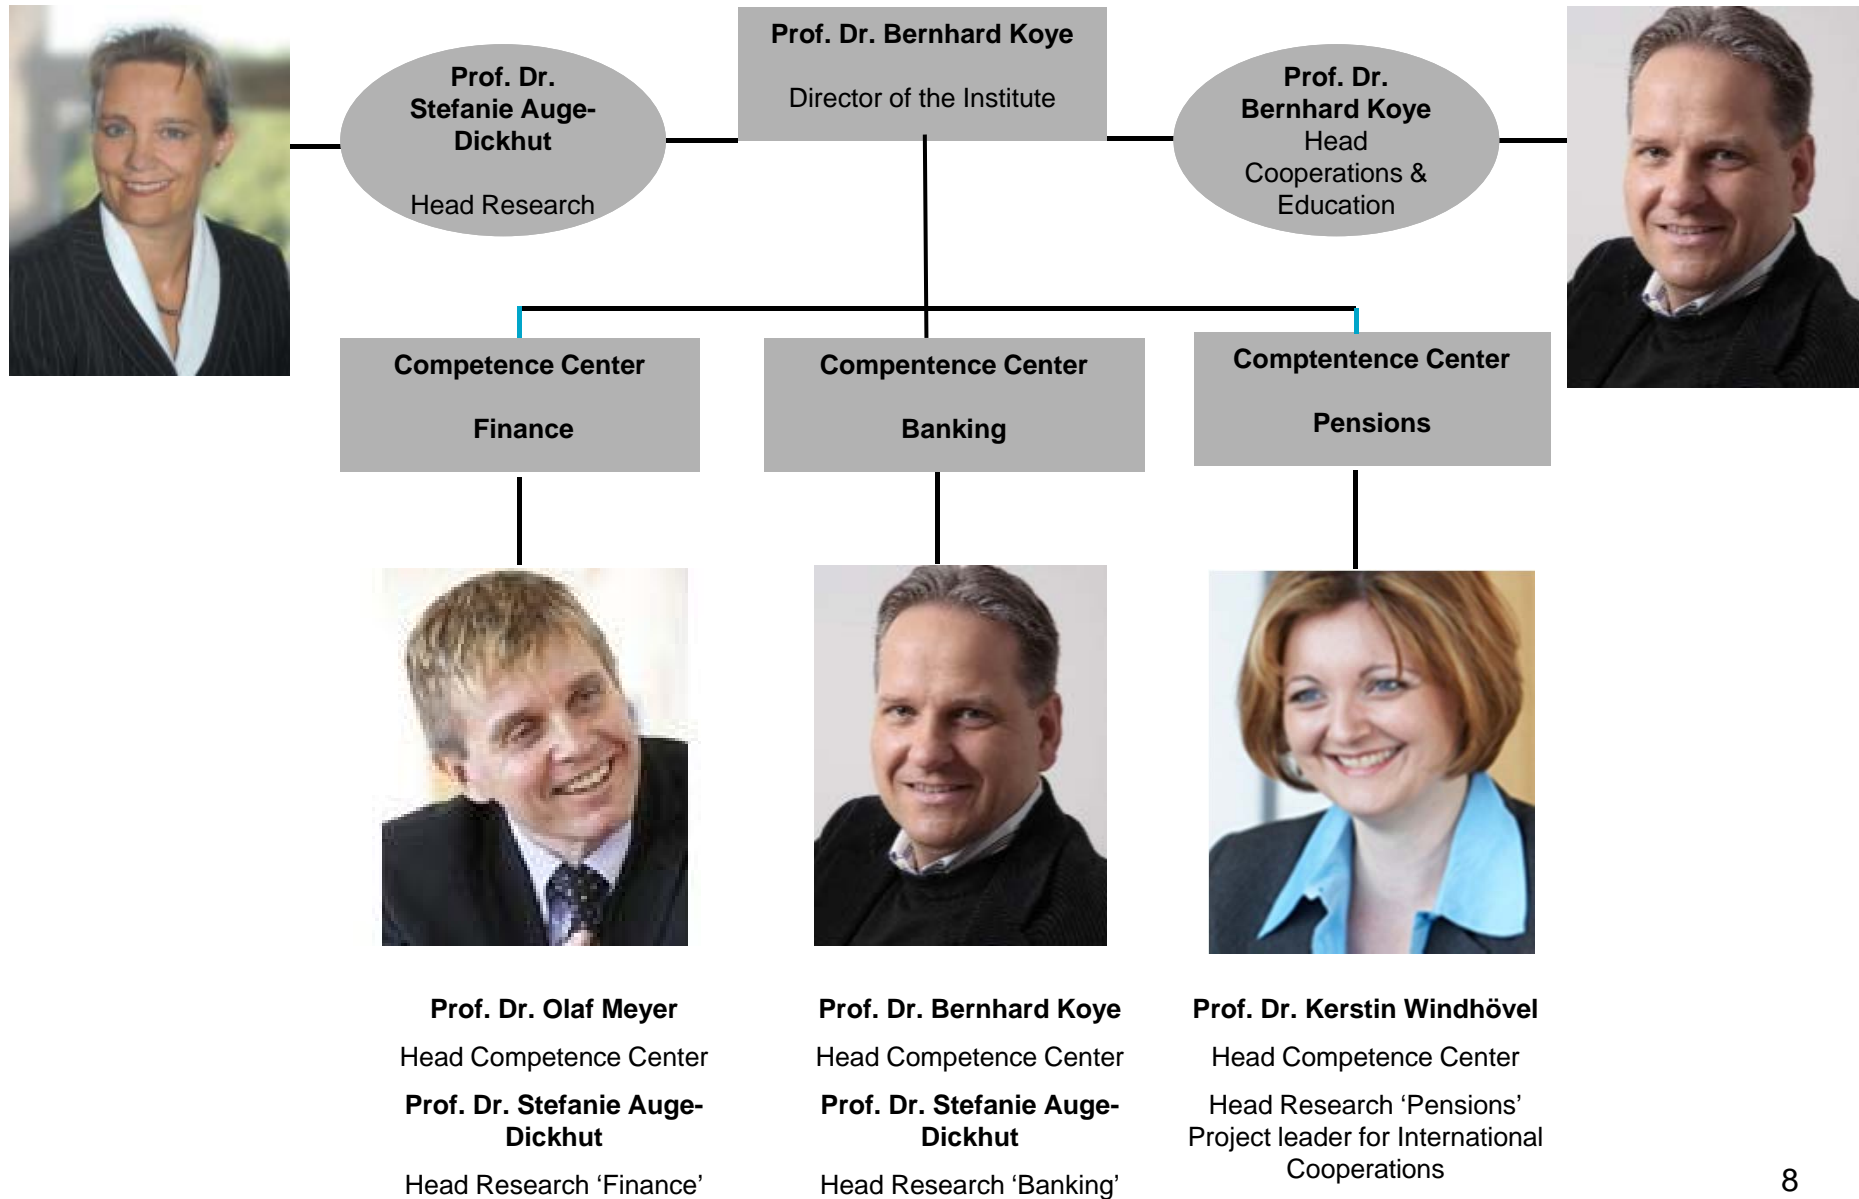 Prof. Dr. Bernhard Koye
Director of the Institute
Prof. Dr.
Stefanie Auge-
Dickhut
Head Research
Prof. Dr.
Bernhard Koye
Head
Cooperations &
Education
Competence Center
Finance
Compentence Center
Banking
Comptentence Center
Pensions
Prof. Dr. Olaf Meyer
Head Competence Center
Prof. Dr. Stefanie Auge-
Dickhut
Head Research ‘Finance’
Prof. Dr. Bernhard Koye
Head Competence Center
Prof. Dr. Stefanie Auge-
Dickhut
Head Research ‘Banking’
Prof. Dr. Kerstin Windhövel
Head Competence Center
Head Research ‘Pensions’
Project leader for International
Cooperations
8